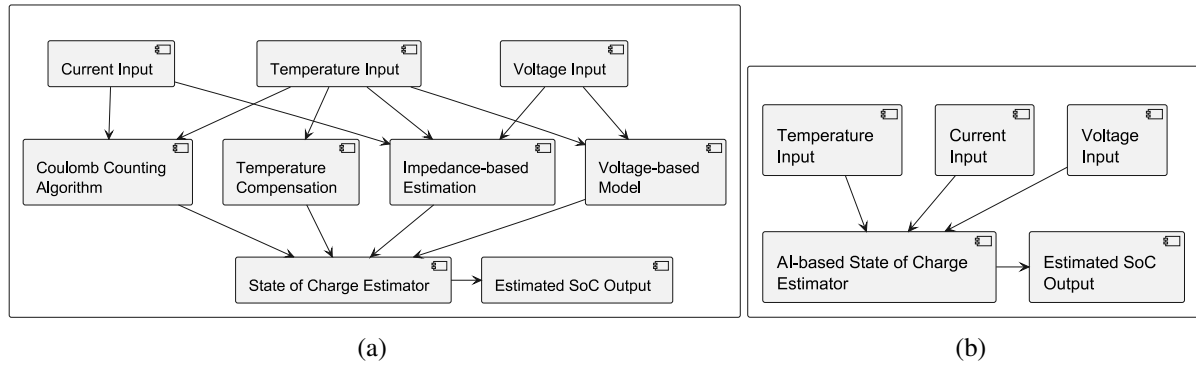 Current Input
Temperature Input
Voltage Input
Coulomb Counting
Algorithm
Temperature
Compensation
Impedance-based
Estimation
Voltage-based
Model
State of Charge Estimator
Estimated SoC Output
(a)
Temperature
Input
Current
Input
Voltage
Input
AI-based State of Charge
Estimator
Estimated SoC
Output
(b)